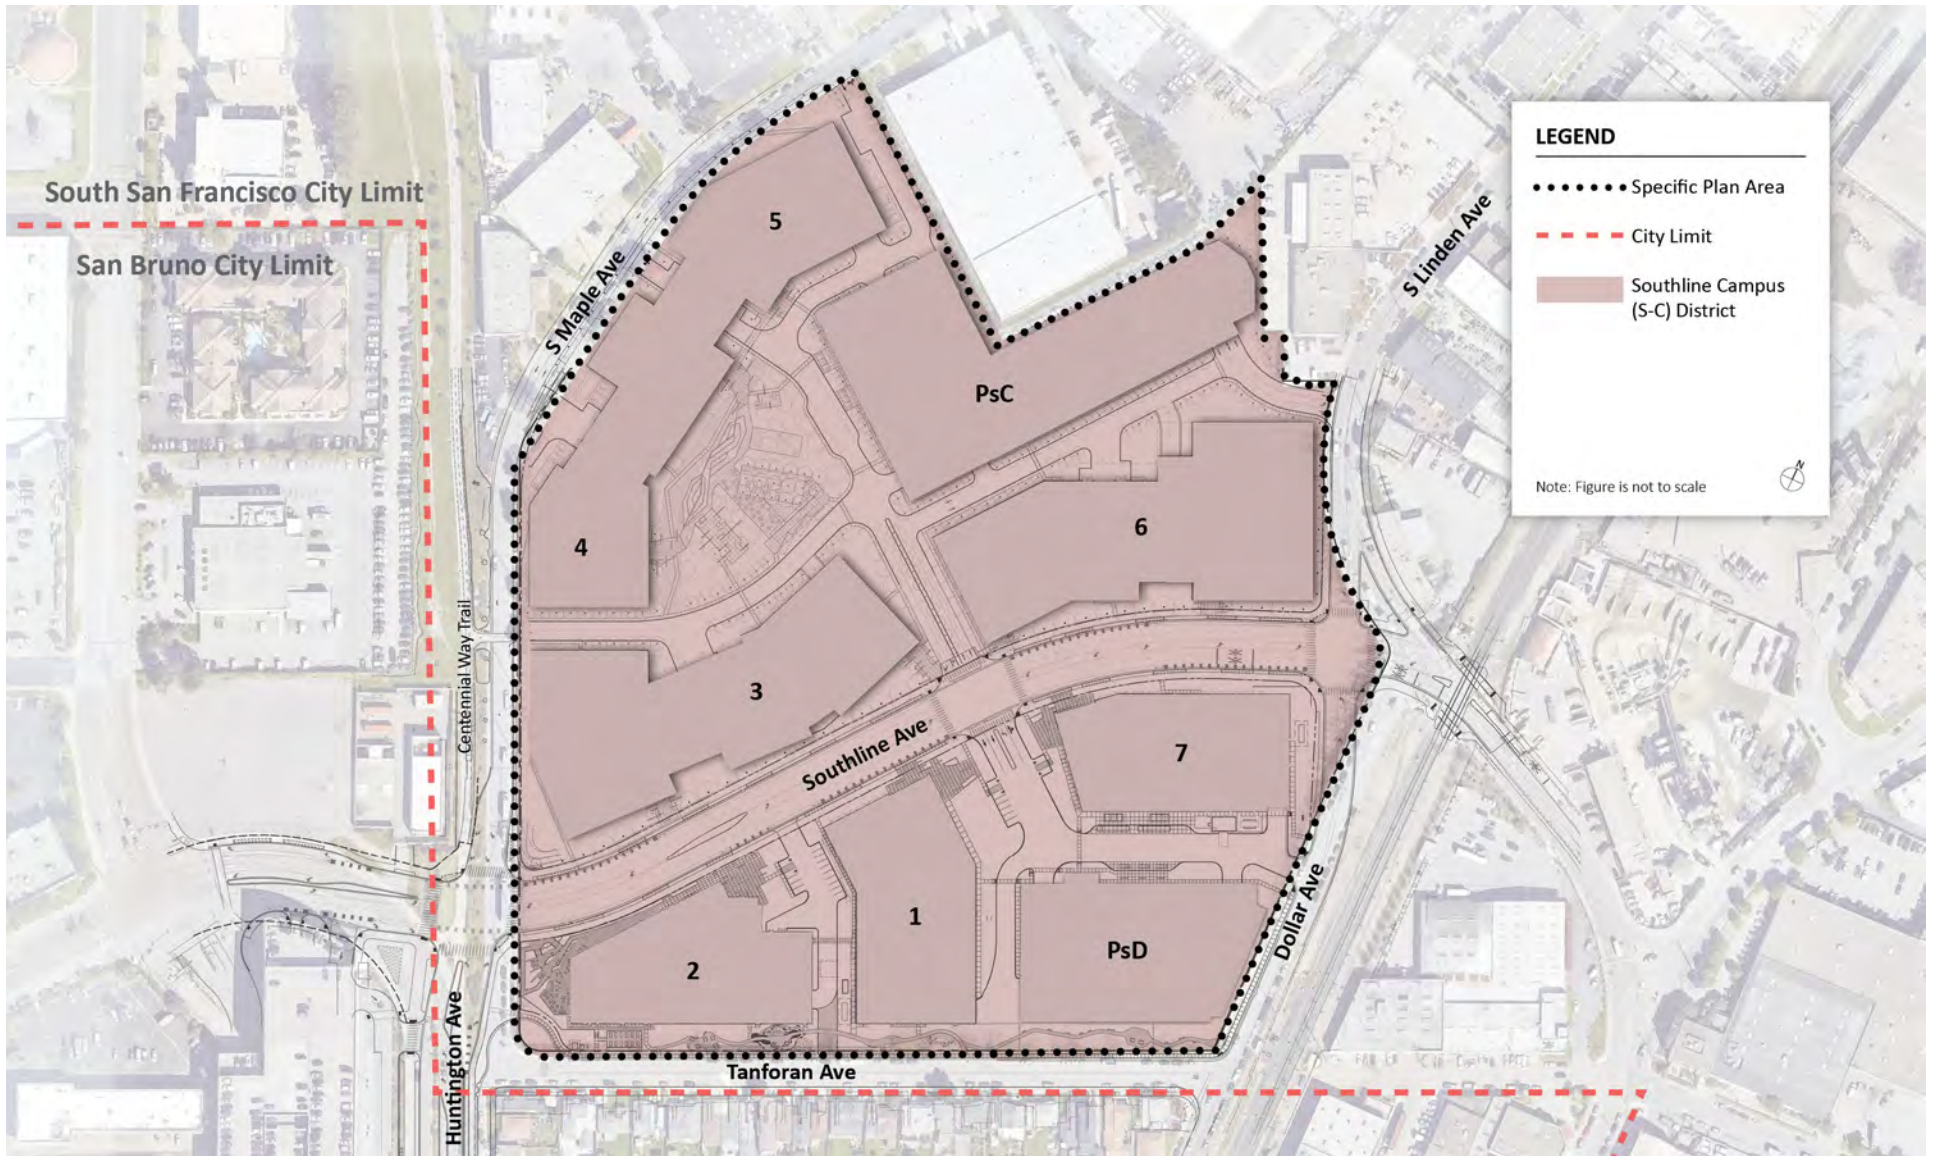 South San Francisco City Limit
San Bruno City Limit
S Maple Ave
S Linden Ave
LEGEND
Specific Plan Area
City Limit
Southline Campus
(S-C) District
Note: Figure is not to scale
N
5
PsC
4
6
3
Centennial Way Trail
Southline Ave
7
1
2
PsD
Dollar Ave
Huntington Ave
Tanforan Ave